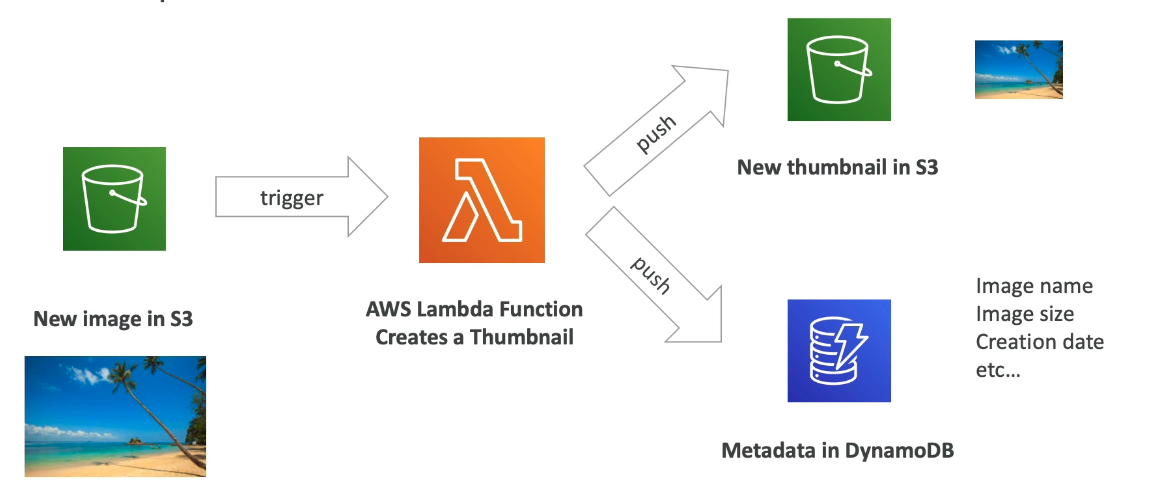 New image in S3
trigger
AWS Lambda Function
Creates a Thumbnail
push
New thumbnail in S3
push
Image name
Image size
Creation date
etc...
Metadata in DynamoDB